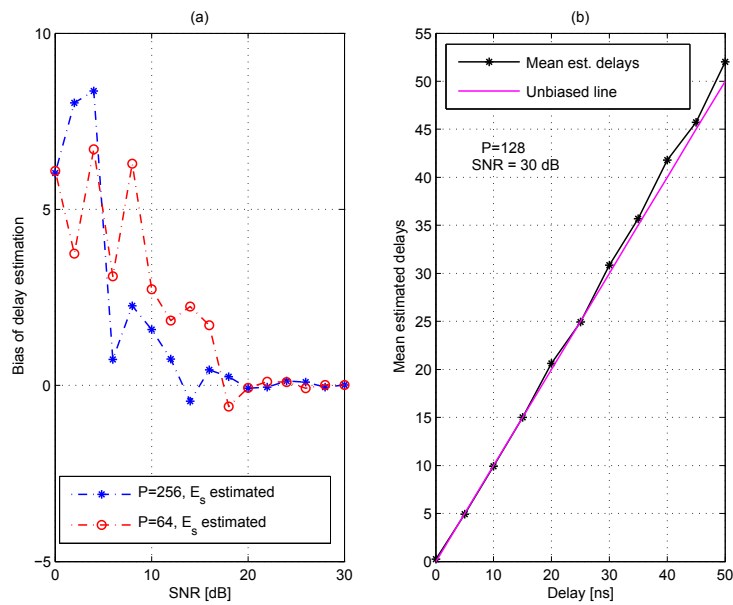 (a)
10
5
0
−5
0
10
20
30
SNR [dB]
Bias of delay estimation
P=256, E_s estimated
P=64, E_s estimated
(b)
55
50
45
40
35
30
25
20
15
10
5
0
0
10
20
30
40
50
Delay [ns]
Mean estimated delays
Mean est. delays
Unbiased line
P=128
SNR = 30 dB